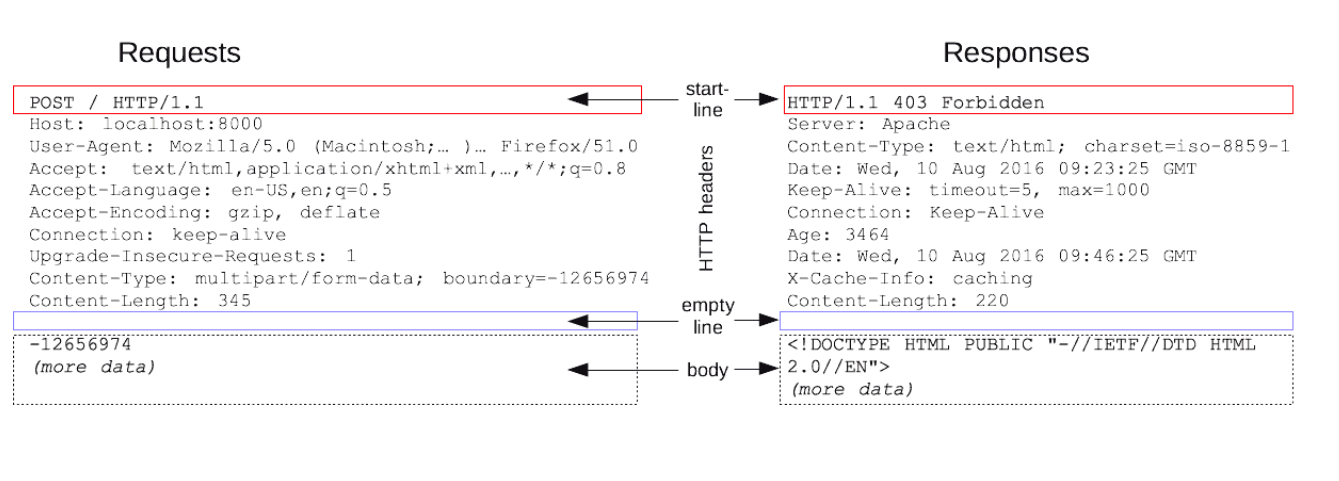 Requests
POST / HTTP/1.1
Host: localhost:8000
User-Agent: Mozilla/5.0 (Macintosh;… )… Firefox/51.0
Accept: text/html,application/xhtml+xml,…,*/*;q=0.8
Accept-Language: en-US,en;q=0.5
Accept-Encoding: gzip, deflate
Connection: keep-alive
Upgrade-Insecure-Requests: 1
Content-Type: multipart/form-data; boundary=-12656974
Content-Length: 345
-12656974
(more data)
start-
line
HTTP headers
empty
line
body
Responses
HTTP/1.1 403 Forbidden
Server: Apache
Content-Type: text/html; charset=iso-8859-1
Date: Wed, 10 Aug 2016 09:23:25 GMT
Keep-Alive: timeout=5, max=1000
Connection: Keep-Alive
Age: 3464
Date: Wed, 10 Aug 2016 09:46:25 GMT
X-Cache-Info: caching
Content-Length: 220
<!DOCTYPE HTML PUBLIC "-//IETF//DTD HTML
2.0//EN">
(more data)